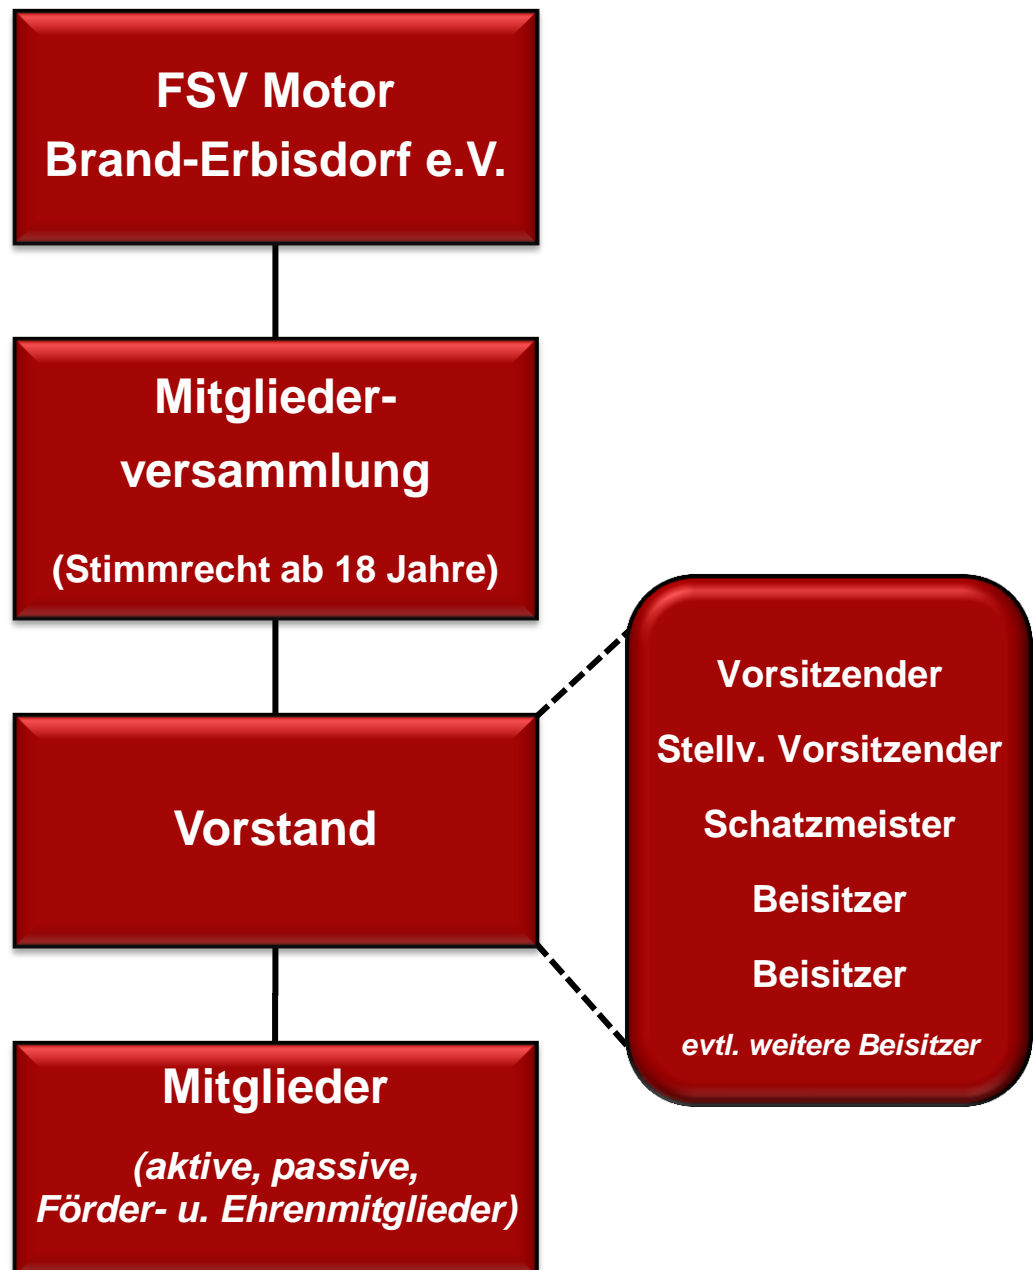 FSV Motor
Brand-Erbisdorf e.V.
Mitglieder-
versammlung
(Stimmrecht ab 18 Jahre)
Vorstand
Vorsitzender
Stellv. Vorsitzender
Schatzmeister
Beisitzer
Beisitzer
evtl. weitere Beisitzer
Mitglieder
(aktive, passive,
Förder- u. Ehrenmitglieder)